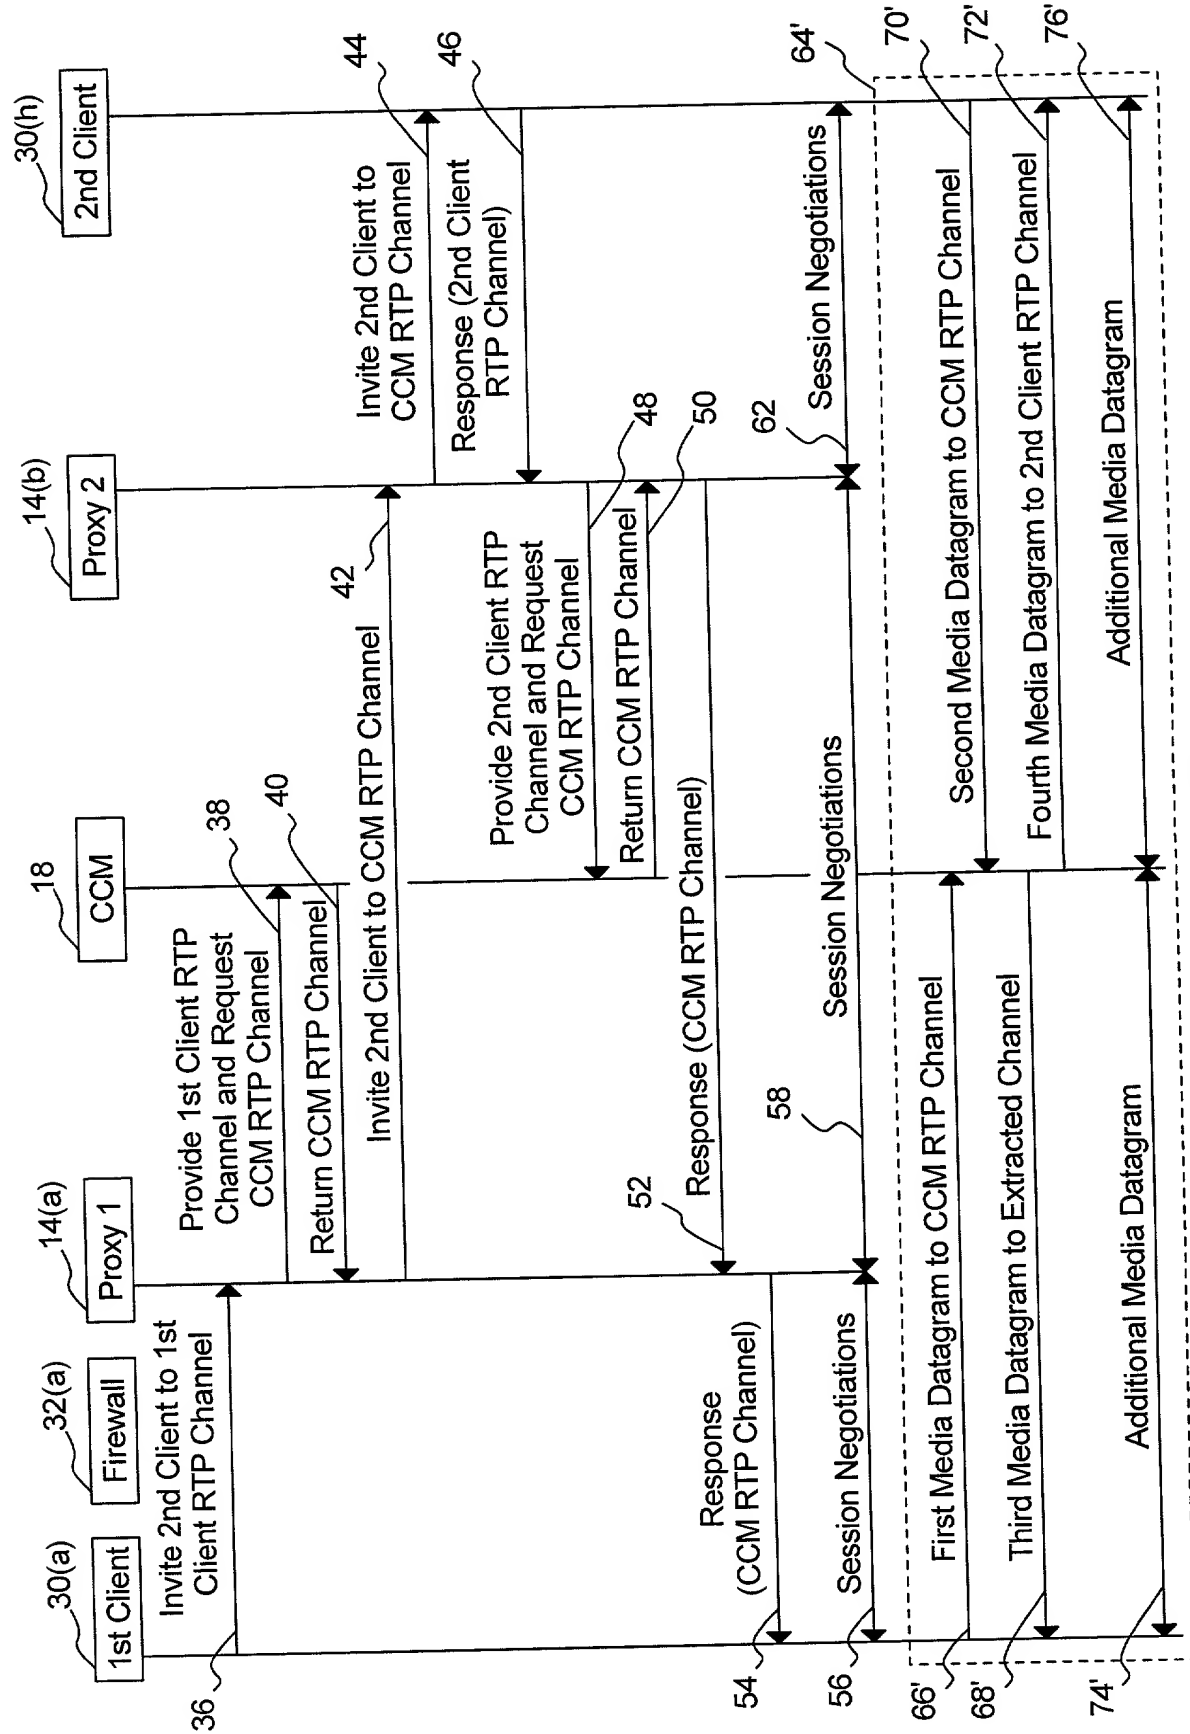 30(a)
1st Client
32(a)
Firewall
14(a)
Proxy 1
18
CCM
14(b)
Proxy 2
30(h)
2nd Client
36
Invite 2nd Client to 1st
Client RTP Channel
Provide 1st Client RTP
Channel and Request
CCM RTP Channel
38
Return CCM RTP Channel
40
Invite 2nd Client to CCM RTP Channel
42
Invite 2nd Client to
CCM RTP Channel
44
Response (2nd Client
RTP Channel)
46
Provide 2nd Client RTP
Channel and Request
CCM RTP Channel
48
Return CCM RTP Channel
50
52
Response (CCM RTP Channel)
54
Response
(CCM RTP Channel)
56
Session Negotiations
58
Session Negotiations
62
Session Negotiations
64'
66'
First Media Datagram to CCM RTP Channel
Second Media Datagram to CCM RTP Channel
70'
68'
Third Media Datagram to Extracted Channel
Fourth Media Datagram to 2nd Client RTP Channel
72'
74'
Additional Media Datagram
Additional Media Datagram
76'